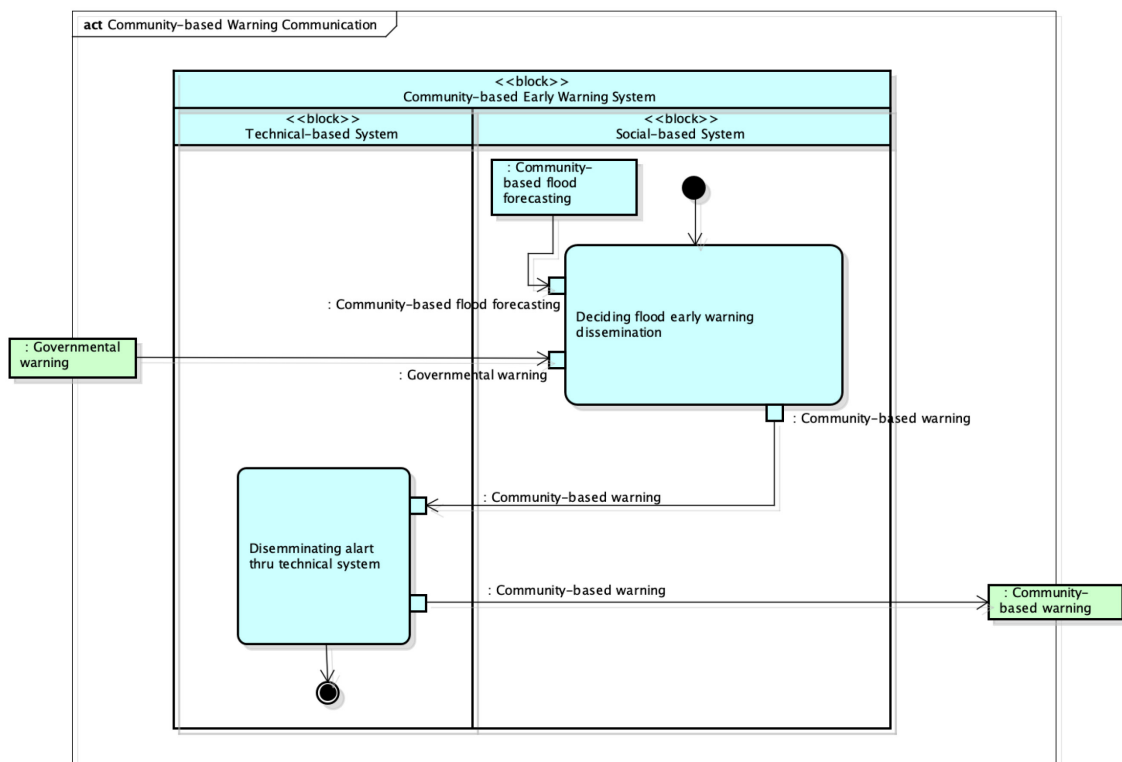 act Community-based Warning Communication
<<block>>
Community-based Early Warning System
<<block>>
Technical-based System
<<block>>
Social-based System
: Community-
based flood
forecasting
: Community-based flood forecasting
Deciding flood early warning
dissemination
: Governmental
warning
: Governmental warning
: Community-based warning
: Community-based warning
Disemminating alart
thru technical system
: Community-based warning
: Community-
based warning